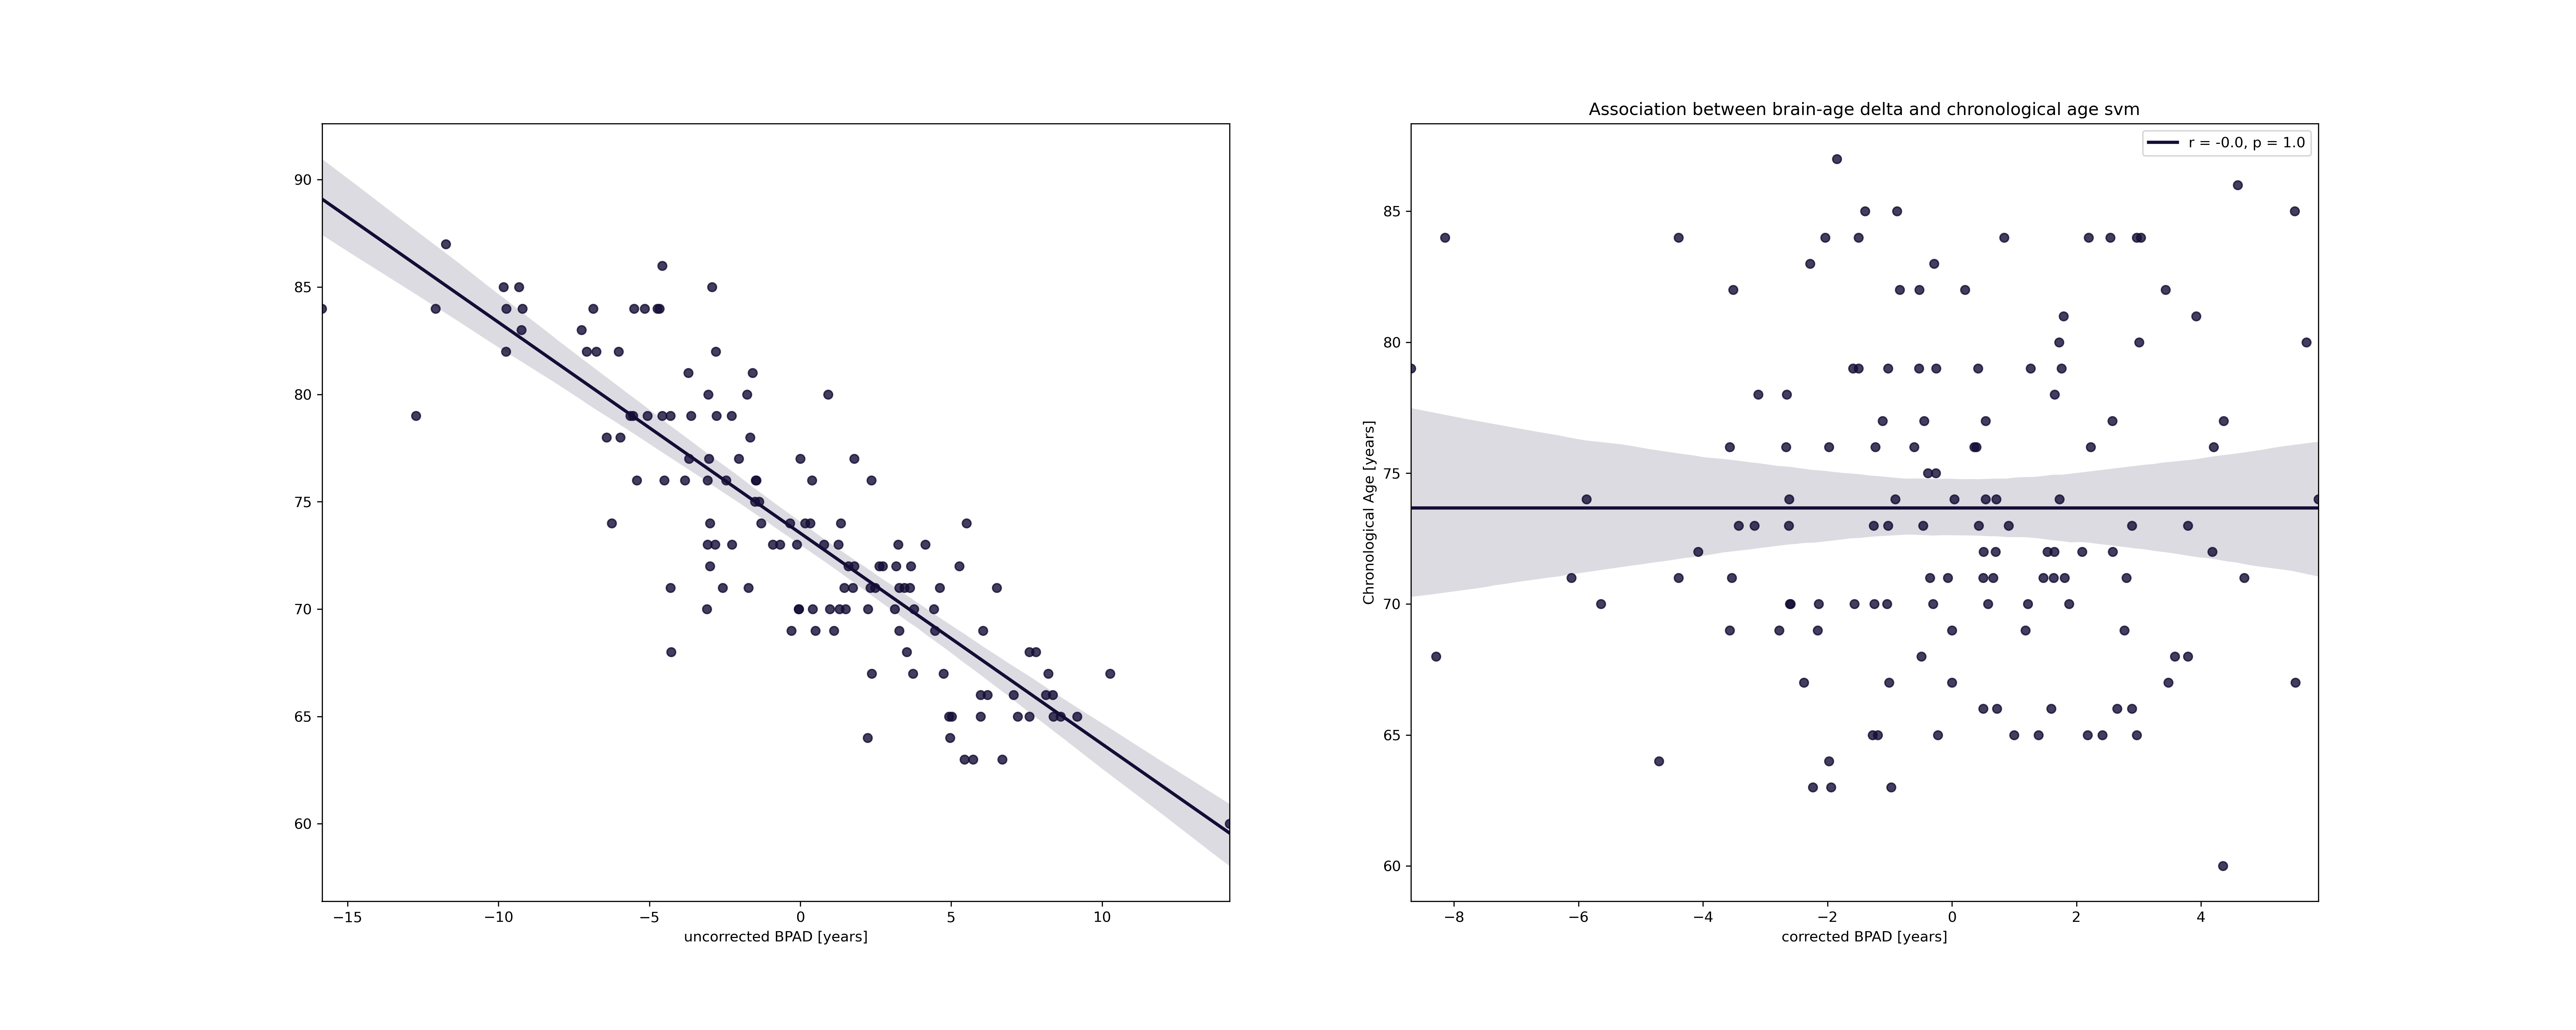 90
85
80
75
70
65
60
−15 −10 −5 0 5 10
uncorrected BPAD [years]
Association between brain-age delta and chronological age svm
r = -0.0, p = 1.0
Chronological Age [years]
85
80
75
70
65
60
−8 −6 −4 −2 0 2 4
corrected BPAD [years]